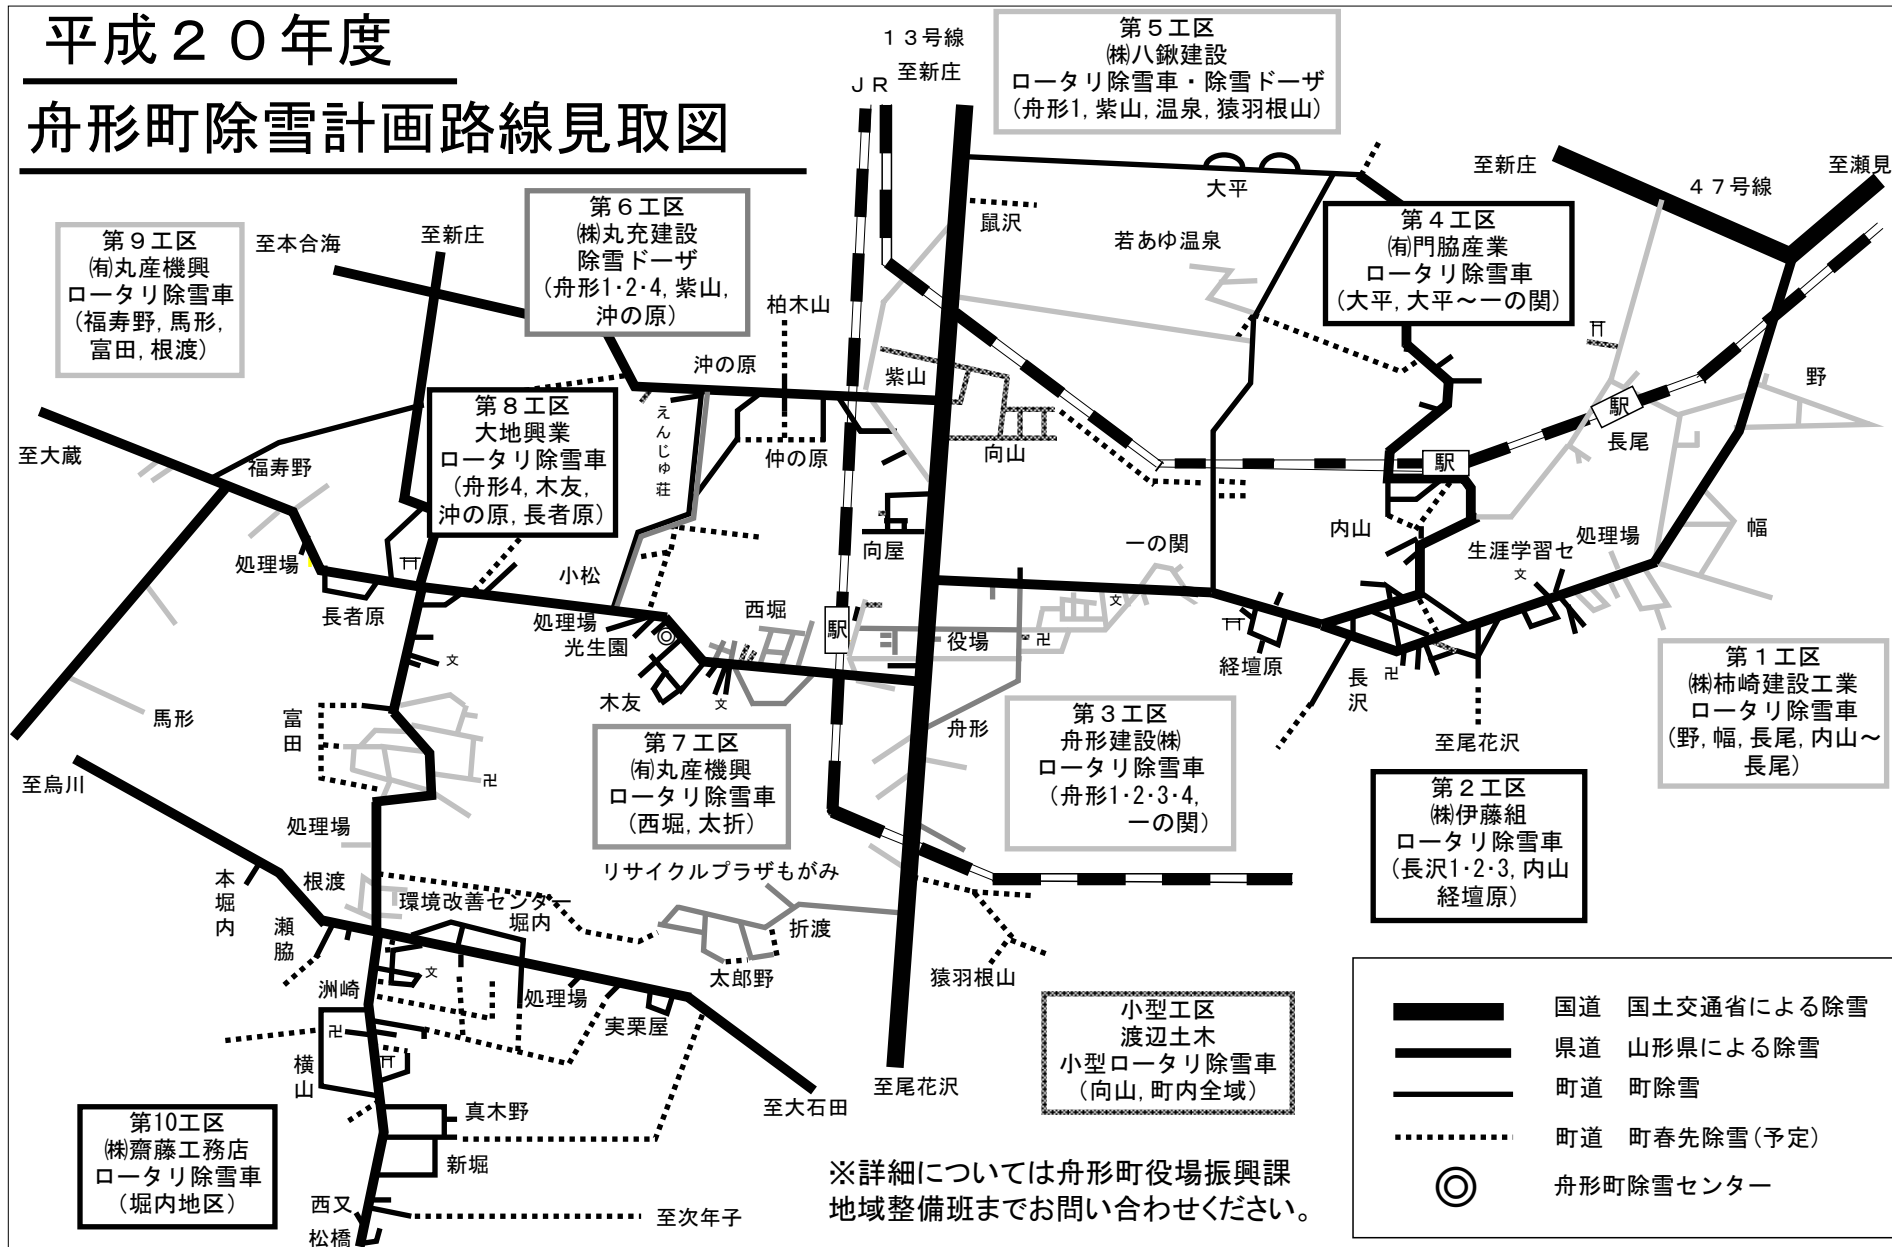 平成２０年度
舟形町除雪計画路線見取図
１３号線
至新庄
ＪＲ
第５工区
㈱八鍬建設
ロータリ除雪車・除雪ドーザ
(舟形1,紫山,温泉,猿羽根山)
至新庄
４７号線
至瀬見
大平
鼠沢
若あゆ温泉
第４工区
㈲門脇産業
ロータリ除雪車
(大平,大平～一の関)
第６工区
㈱丸充建設
除雪ドーザ
(舟形1･2･4,紫山,
沖の原)
第９工区
㈲丸産機興
ロータリ除雪車
(福寿野,馬形,
富田,根渡)
至本合海
至新庄
柏木山
沖の原
紫山
野
駅
長尾
第８工区
大地興業
ロータリ除雪車
(舟形4,木友,
沖の原,長者原)
えんじゅ荘
仲の原
向山
駅
至大蔵
福寿野
処理場
長者原
小松
向屋
一の関
内山
生涯学習セ
文
処理場
幅
処理場
光生園
西堀
駅
役場
文
卍
経壇原
長沢
卍
至尾花沢
文
木友
文
馬形
富田
卍
舟形
第７工区
㈲丸産機興
ロータリ除雪車
(西堀,太折)
第３工区
舟形建設㈱
ロータリ除雪車
(舟形1･2･3･4,
一の関)
第１工区
㈱柿崎建設工業
ロータリ除雪車
(野,幅,長尾,内山～
長尾)
第２工区
㈱伊藤組
ロータリ除雪車
(長沢1･2･3,内山
経壇原)
至烏川
処理場
本堀内
根渡
瀬脇
環境改善センター
堀内
リサイクルプラザもがみ
折渡
太郎野
猿羽根山
洲崎
文
処理場
実栗屋
卍
横山
至大石田
至尾花沢
小型工区
渡辺土木
小型ロータリ除雪車
(向山,町内全域)
第10工区
㈱齋藤工務店
ロータリ除雪車
(堀内地区)
真木野
新堀
西又
松橋
至次年子
※詳細については舟形町役場振興課
地域整備班までお問い合わせください。
国道　国土交通省による除雪
県道　山形県による除雪
町道　町除雪
町道　町春先除雪(予定)
舟形町除雪センター